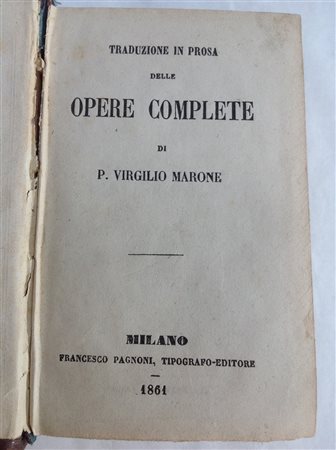 TRADUZIONE IN PROSA
DELLE
OPERE COMPLETE
DI
P. VIRGILIO MARONE
MILANO
FRANCESCO PAGNONI, TIPOGRAFO-EDITORE
—
1861